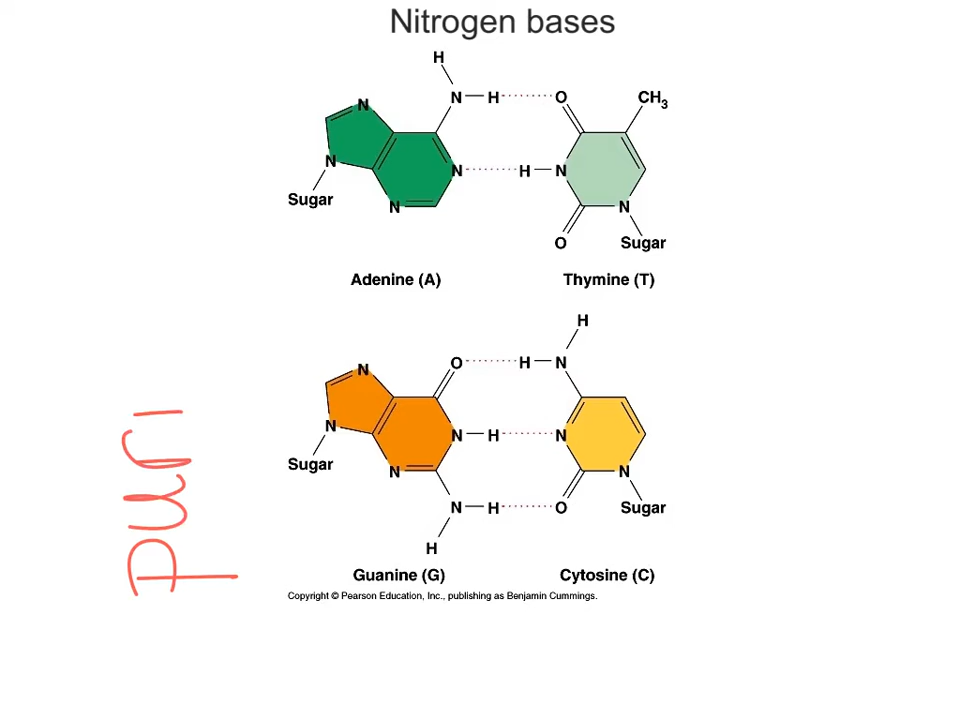 Nitrogen bases
H
N H O CH3
N
N N H N
Sugar N N
O Sugar
Adenine (A) Thymine (T)
H
O H N
N
N N H N
Sugar N N
N H O Sugar
H
Guanine (G) Cytosine (C)
Copyright © Pearson Education, Inc., publishing as Benjamin Cummings.
puri